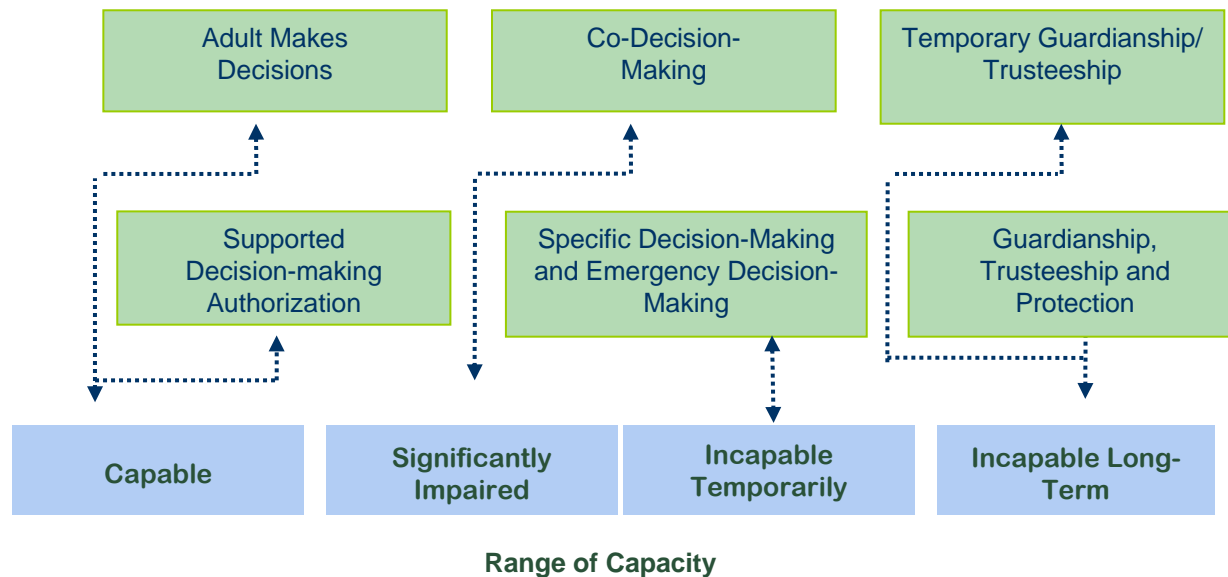 Adult Makes
Decisions
Co-Decision-
Making
Temporary Guardianship/
Trusteeship
Supported
Decision-making
Authorization
Specific Decision-Making
and Emergency Decision-
Making
Guardianship,
Trusteeship and
Protection
Capable
Significantly
Impaired
Incapable
Temporarily
Incapable Long-
Term
Range of Capacity